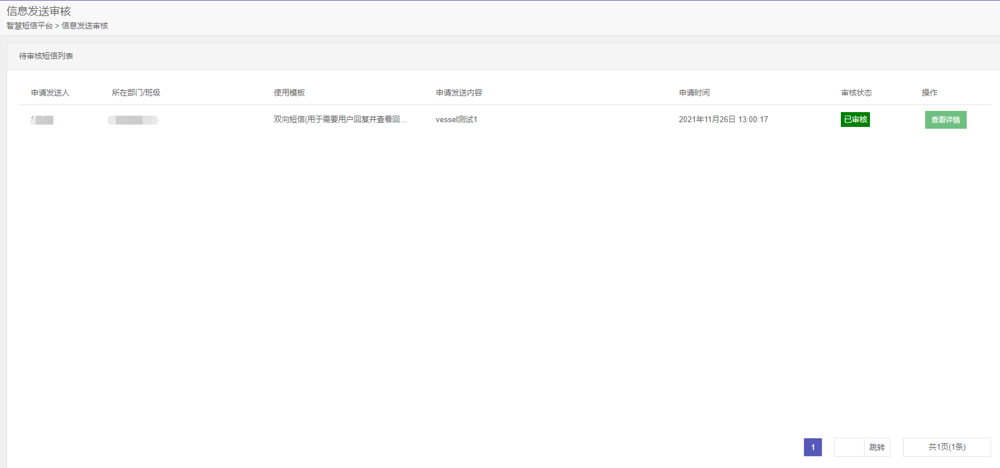 信息发送审核
智慧短信平台 > 信息发送审核
待审核短信列表
申请发送人 所在部门/班级 使用模板 申请发送内容 申请时间 审核状态 操作
双向短信(用于需要用户回复并查看回... vessel测试1 2021年11月26日 13:00:17 已审核 查看详情
1 跳转 共1页(1条)